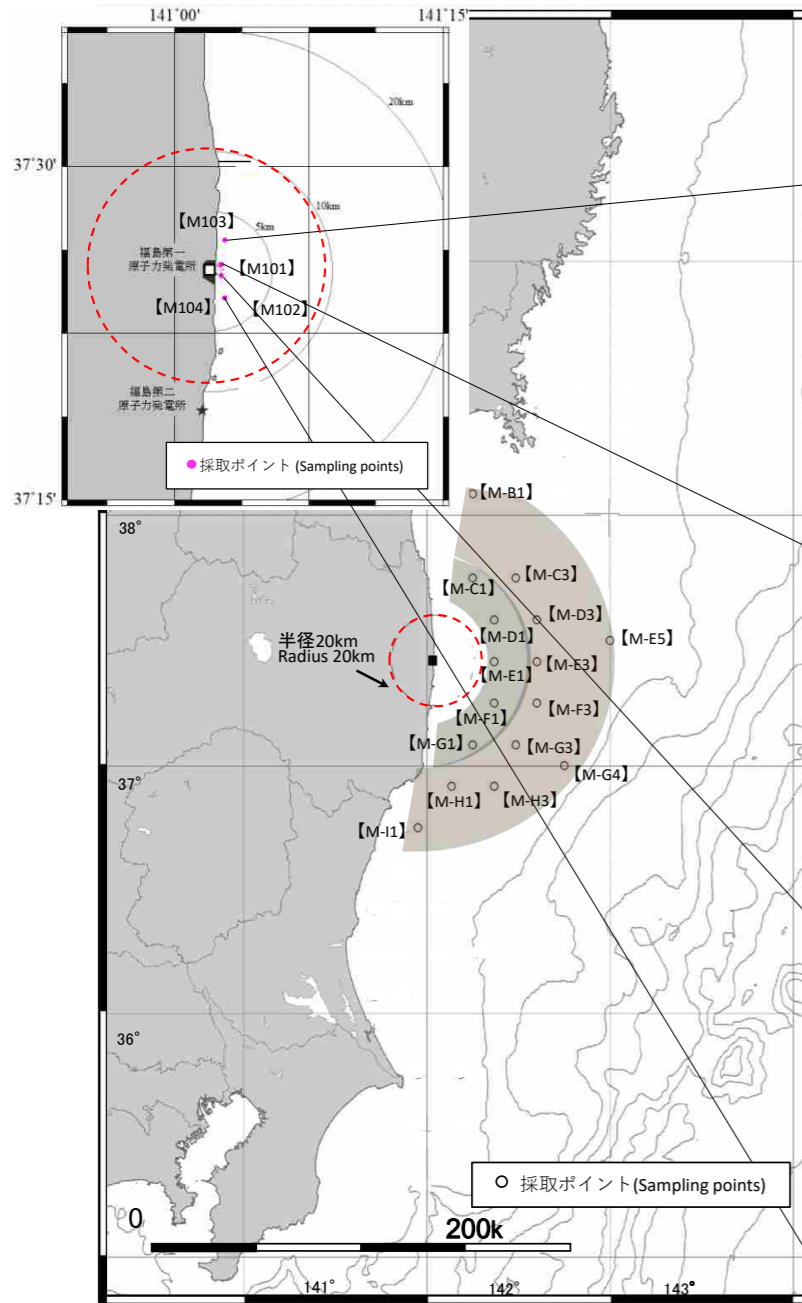 141°00'
141°15'
20km
37°30'
10km
【M103】
5km
福島第一
原子力発電所
【M101】
【M104】
【M102】
福島第二
原子力発電所
採取ポイント (Sampling points)
37°15'
【M-B1】
38°
【M-C1】
【M-C3】
【M-D3】
【M-D1】
【M-E5】
半径20km
Radius 20km
【M-E1】
【M-E3】
【M-F1】
【M-F3】
【M-G1】
【M-G3】
【M-G4】
37°
【M-H1】
【M-H3】
【M-I1】
36°
採取ポイント(Sampling points)
0
200k
141°
142°
143°